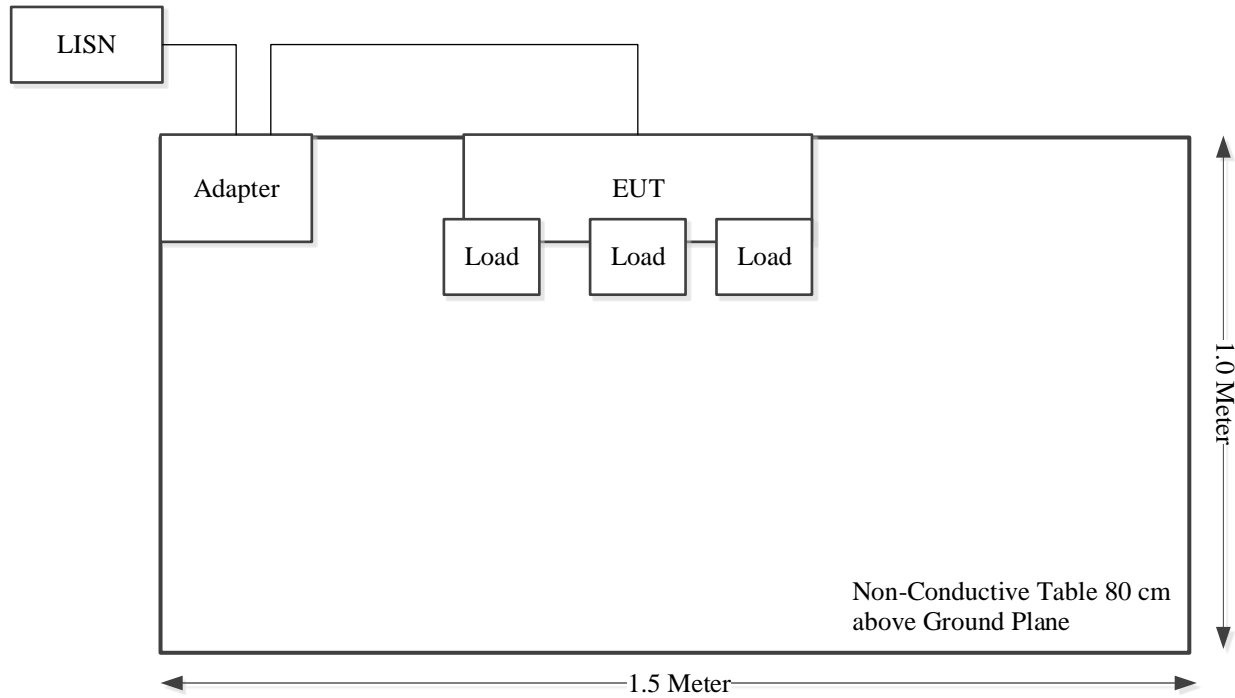 LISN
Adapter
EUT
Load
Load
Load
1.0 Meter
Non-Conductive Table 80 cm
above Ground Plane
1.5 Meter